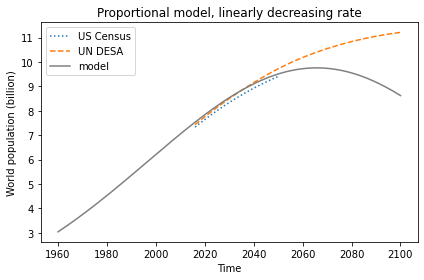 Proportional model, linearly decreasing rate
US Census
UN DESA
model
World population (billion)
11
10
9
8
7
6
5
4
3
1960 1980 2000 2020 2040 2060 2080 2100
Time